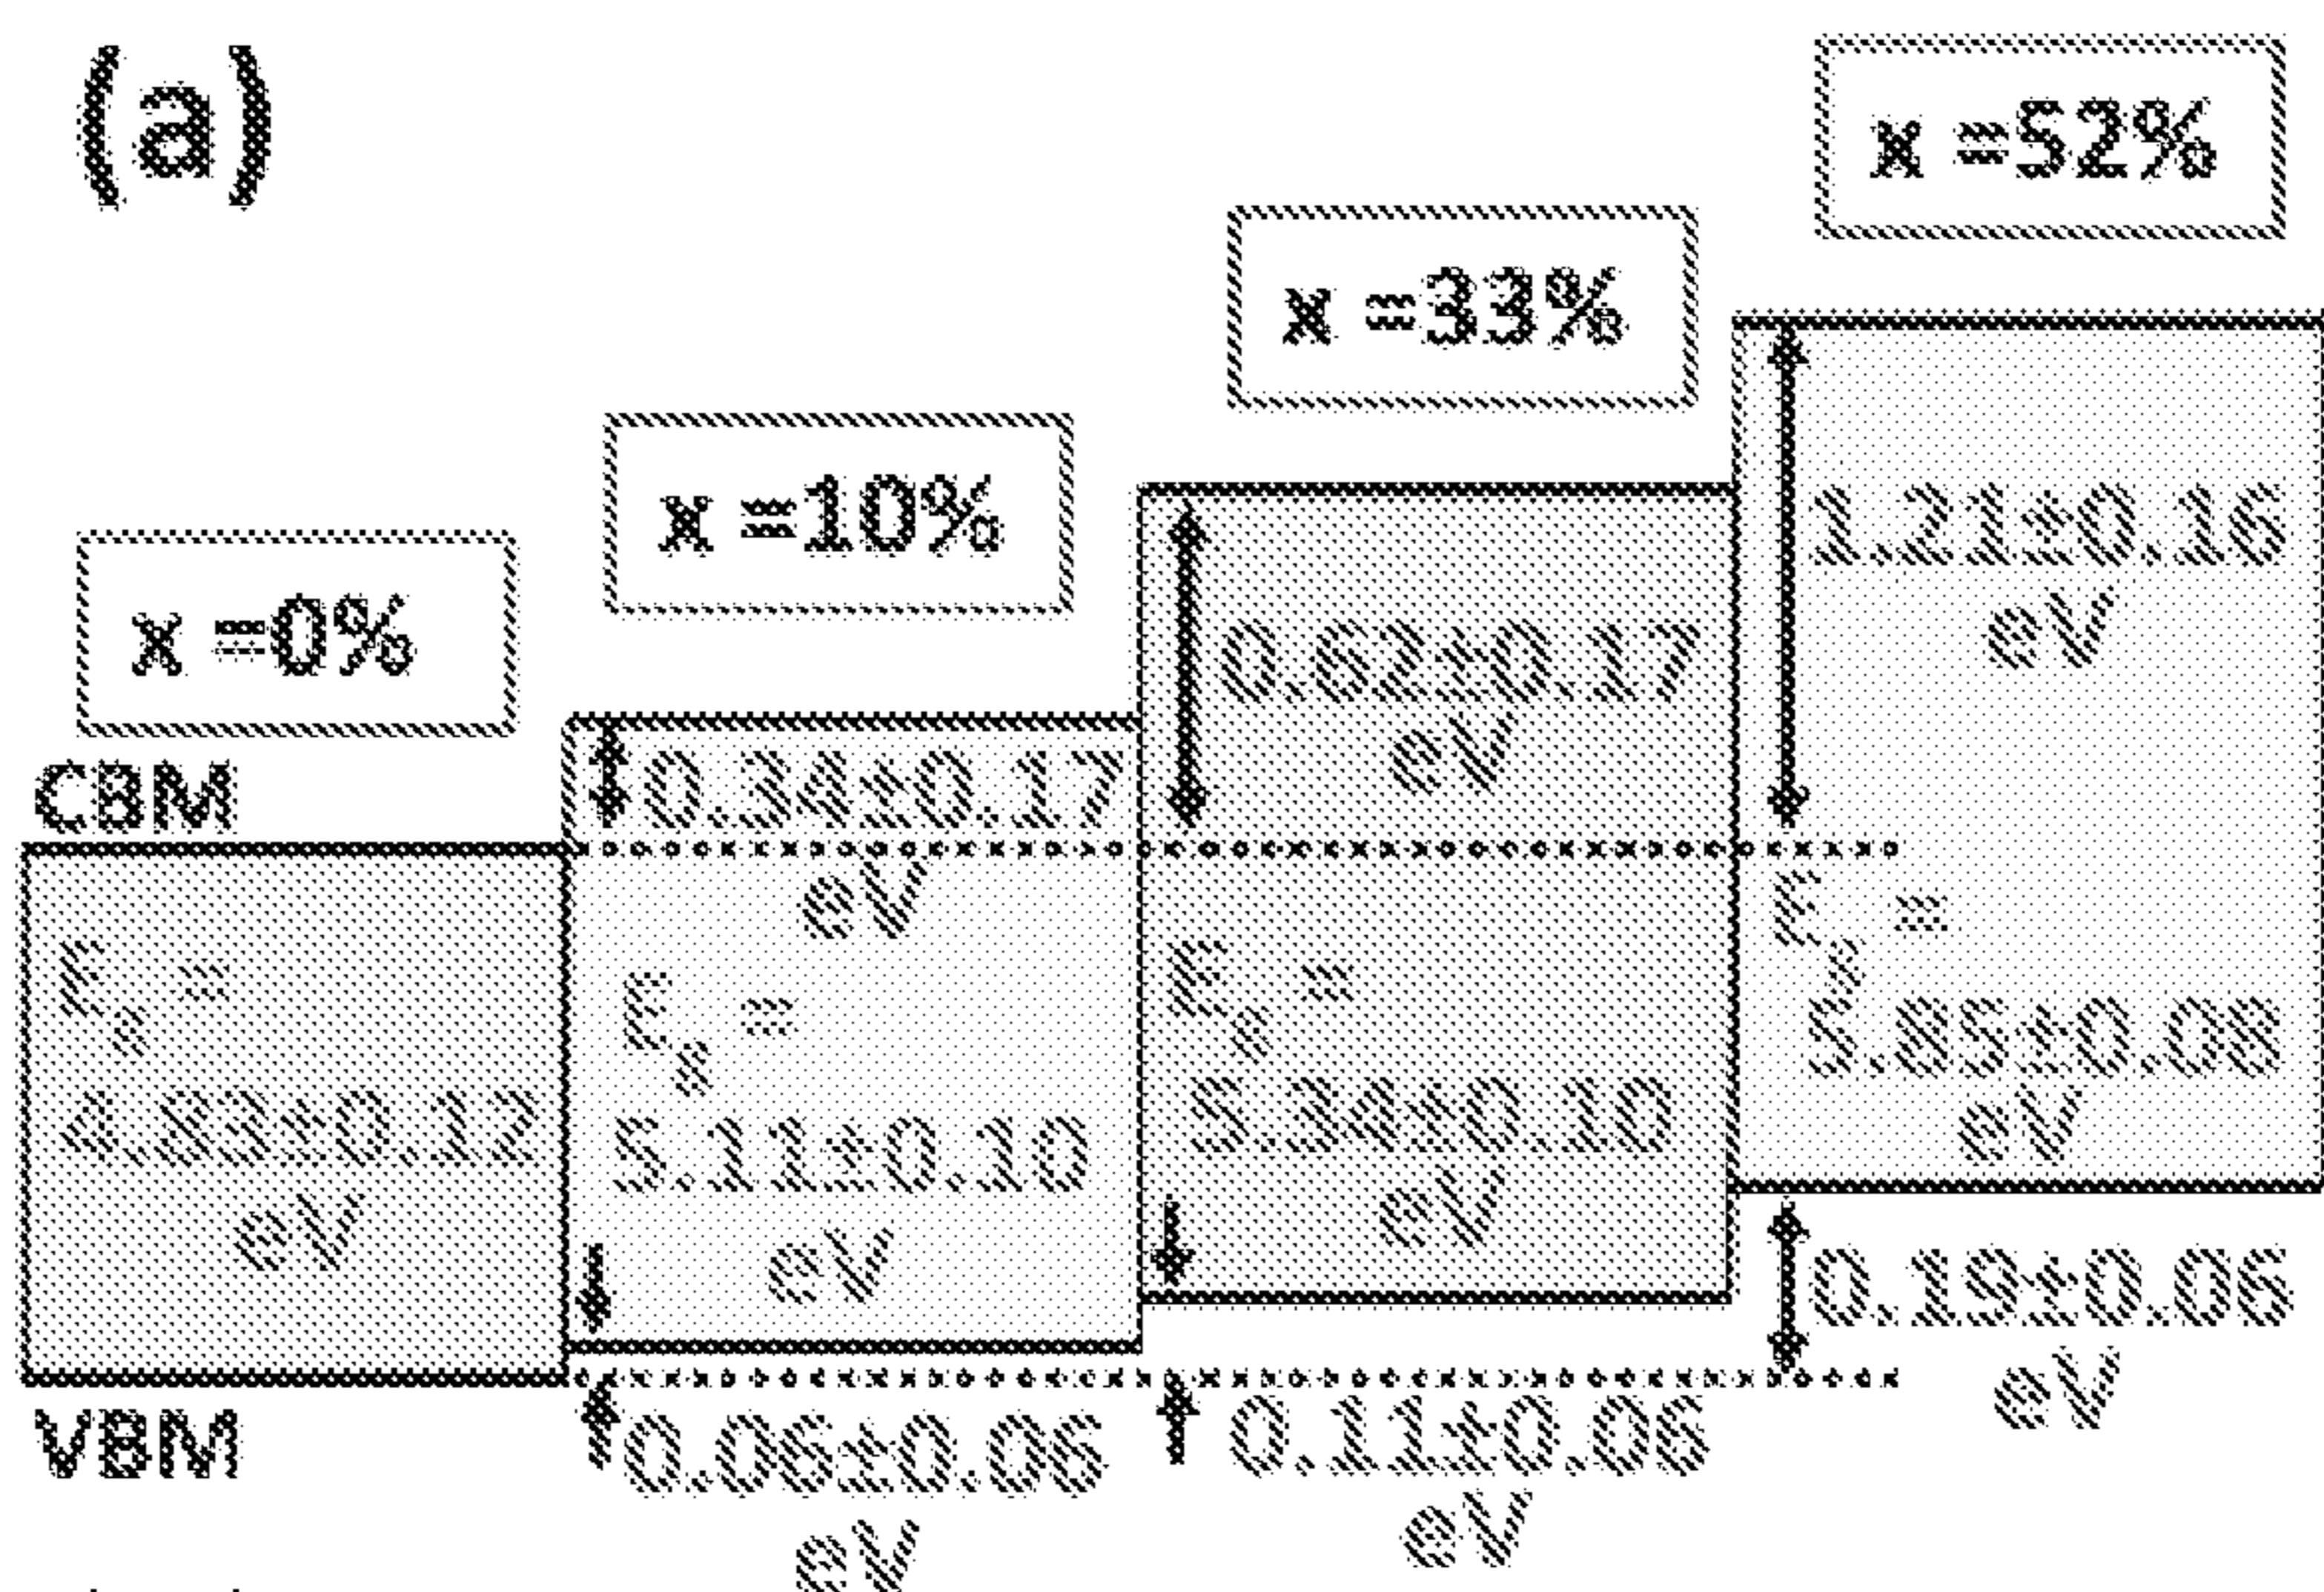 (a)
x =52%
x =33%
x =10%
x =0%
CBM
1.21±0.16
eV
0.62±0.17
eV
0.34±0.17
eV
Eg =
4.83±0.12
eV
Eg =
5.11±0.10
eV
Eg =
5.34±0.10
eV
Eg =
5.85±0.08
eV
VBM
0.06±0.06
eV
0.11±0.06
eV
0.19±0.06
eV